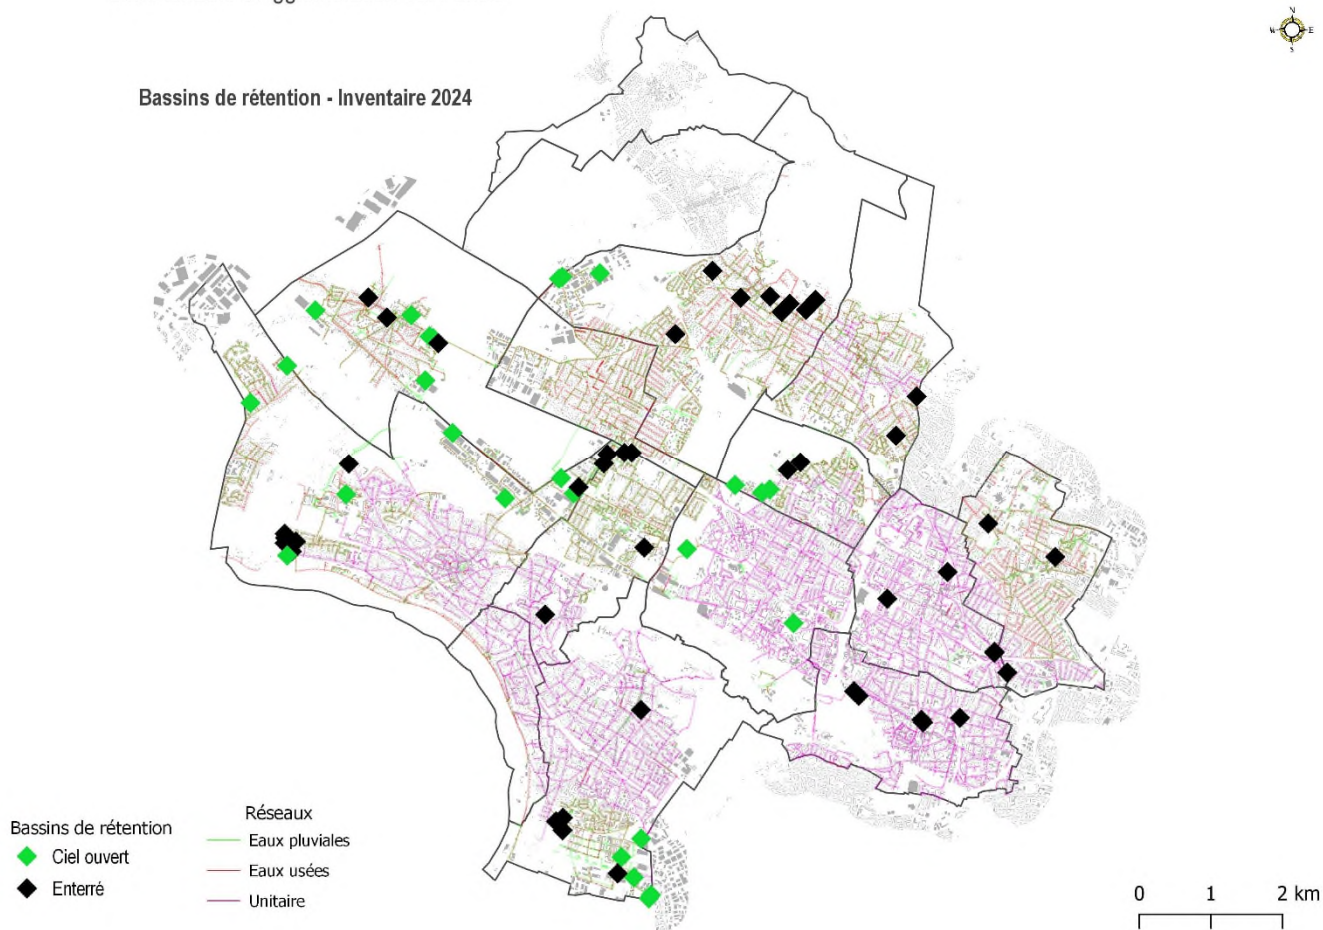 N
W E
S
Bassins de rétention - Inventaire 2024
Bassins de rétention
Ciel ouvert
Enterré
Réseaux
Eaux pluviales
Eaux usées
Unitaire
0 1 2 km